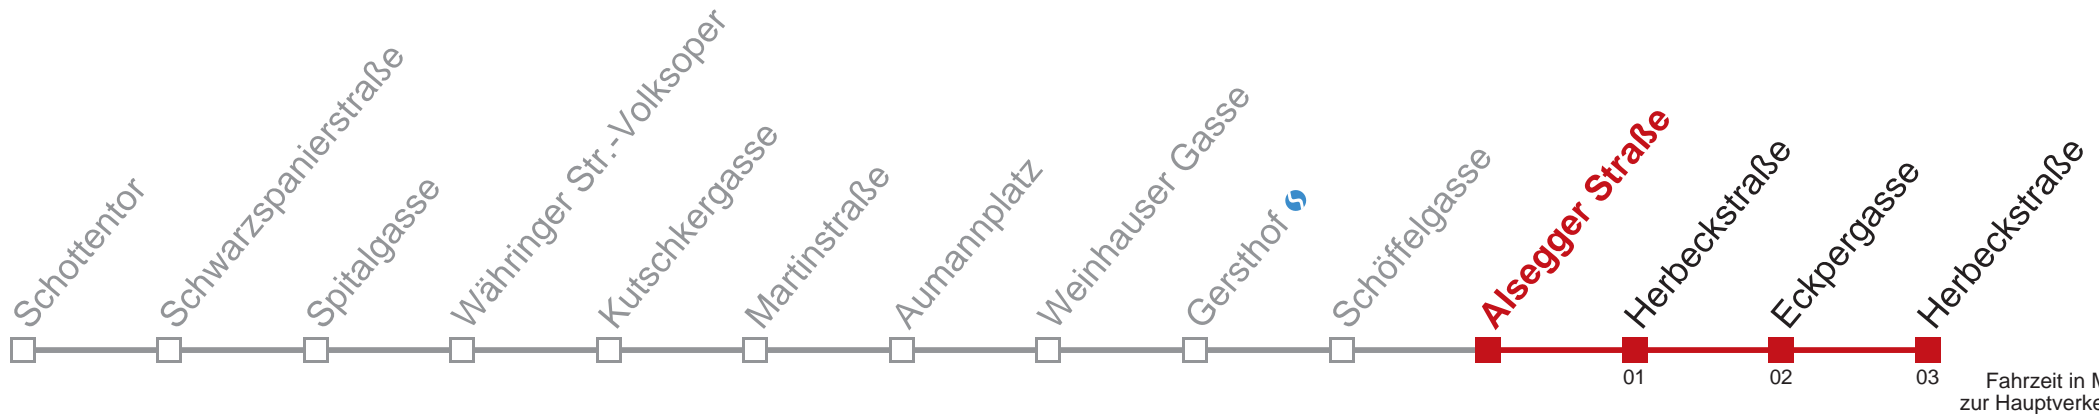 Schottentor
Schwarzspanierstraße
Spitalgasse
Währinger Str.-Volksoper
Kutschkergasse
Martinstraße
Aumannplatz
Weinhauser Gasse
Gersthof
Schöffelgasse
Alsegger Straße
Herbeckstraße
Eckpergasse
Herbeckstraße
01 02 03
Fahrzeit in M
zur Hauptverke